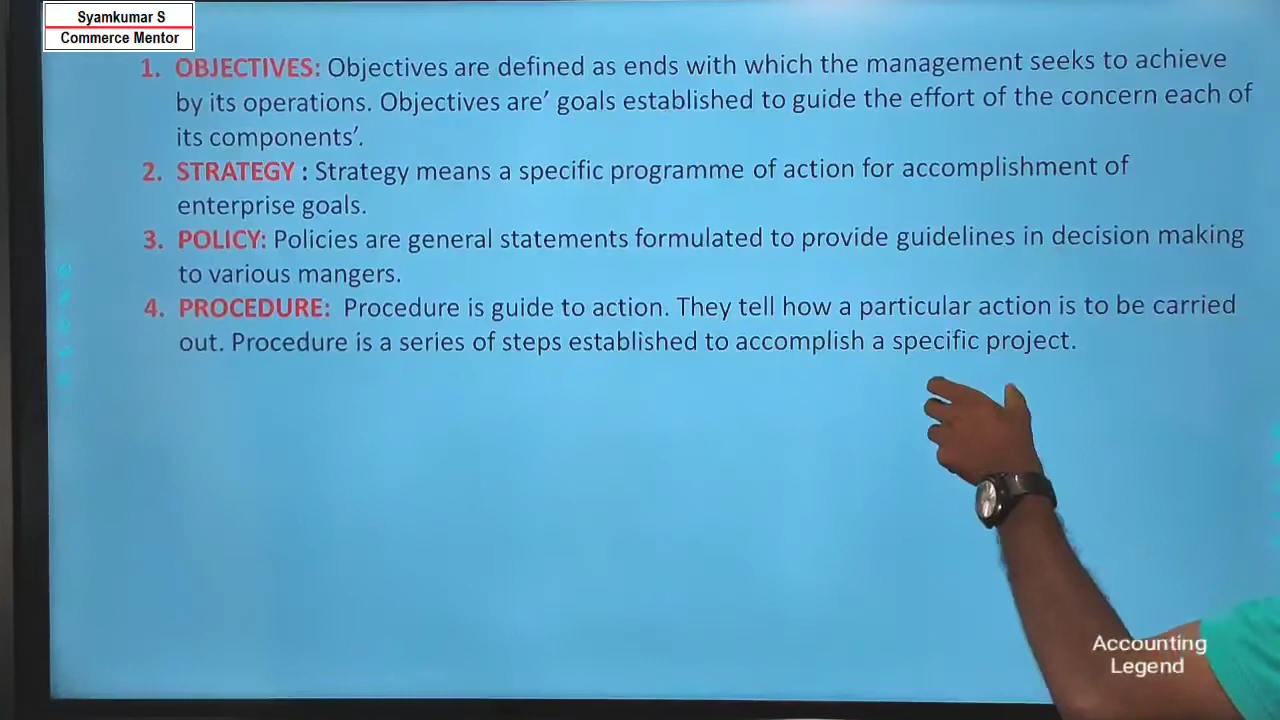 Syamkumar S
Commerce Mentor
1. OBJECTIVES: Objectives are defined as ends with which the management seeks to achieve
by its operations. Objectives are’ goals established to guide the effort of the concern each of
its components’.
2. STRATEGY : Strategy means a specific programme of action for accomplishment of
enterprise goals.
3. POLICY: Policies are general statements formulated to provide guidelines in decision making
to various mangers.
4. PROCEDURE: Procedure is guide to action. They tell how a particular action is to be carried
out. Procedure is a series of steps established to accomplish a specific project.
Accounting
Legend